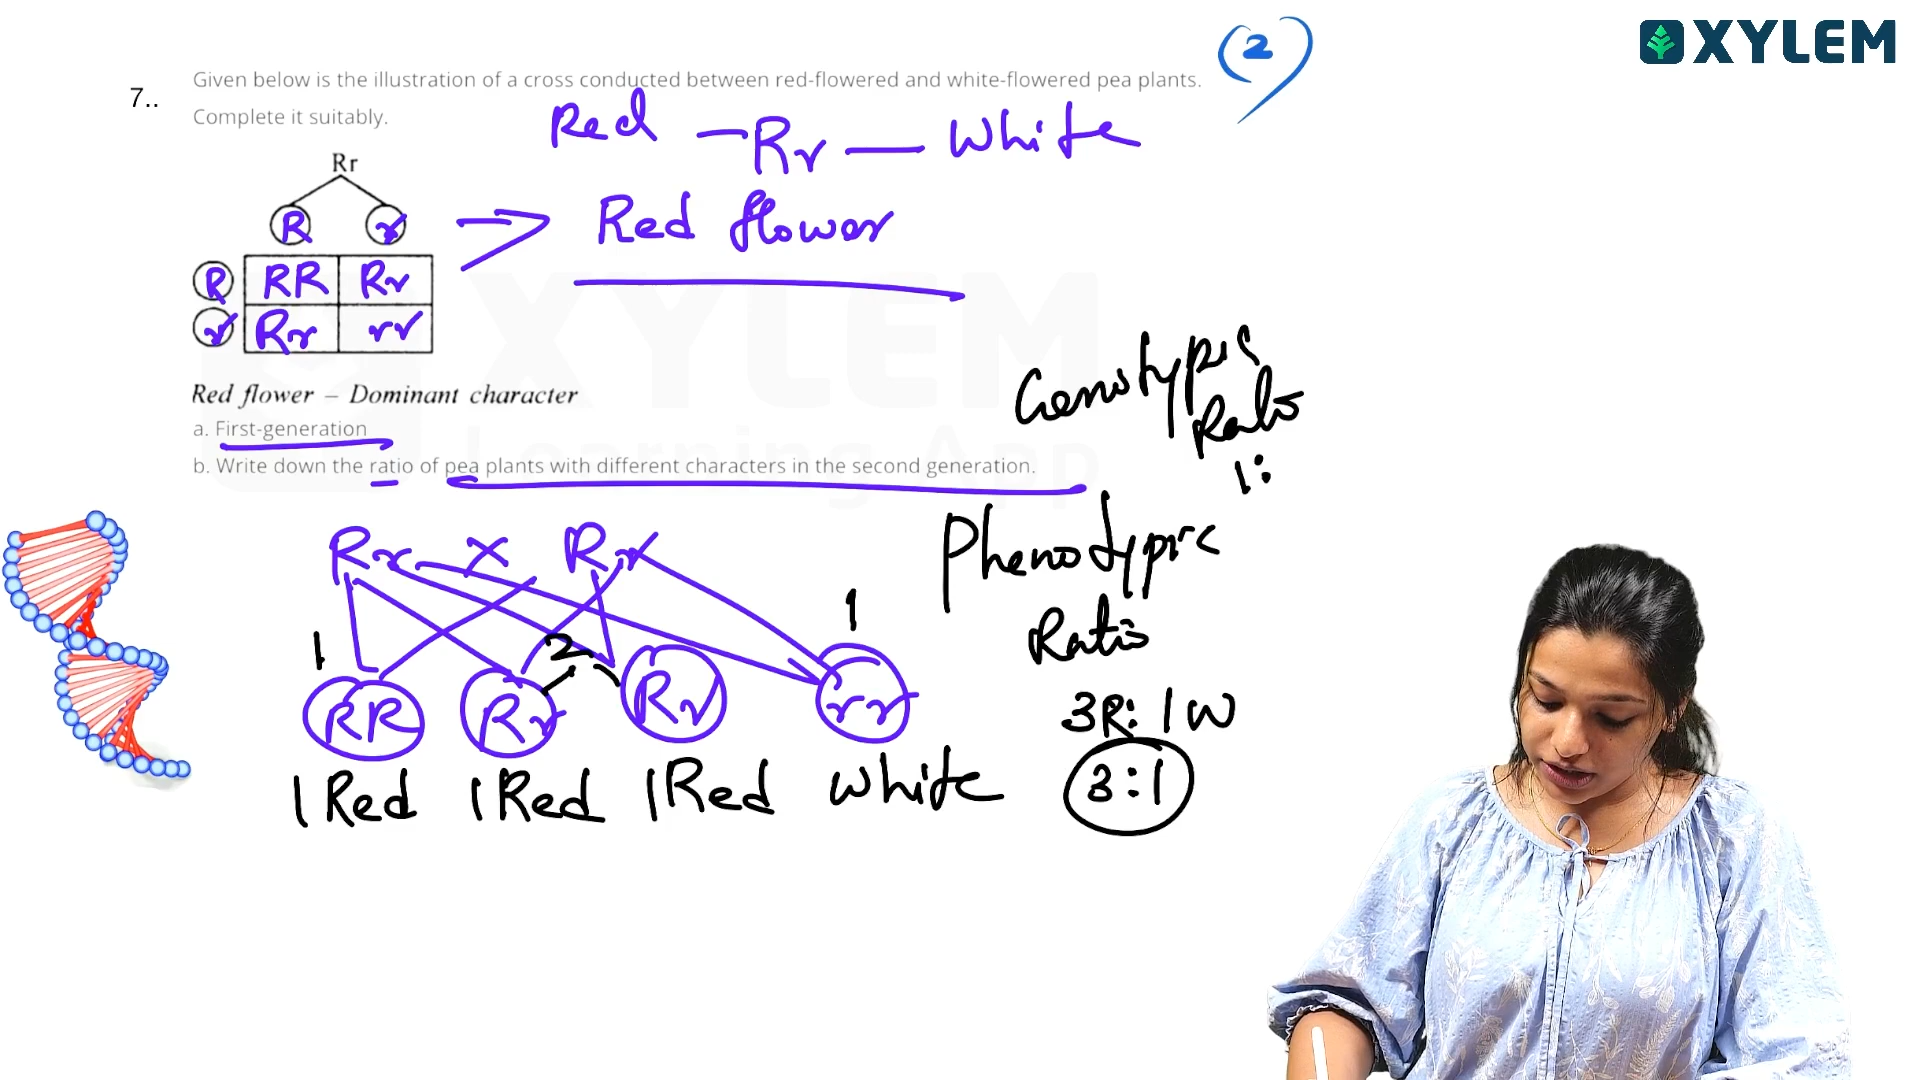 XYLEM
(2)
7..
Given below is the illustration of a cross conducted between red-flowered and white-flowered pea plants.
Complete it suitably.
Red — Rr — White
Rr
R r
Red flower
R RR Rr
r Rr rr
Red flower – Dominant character
a. First-generation
b. Write down the ratio of pea plants with different characters in the second generation.
Genotypic
Ratio
1:
Rr × Rr
Phenotypic
Ratio
1 2 1
RR Rr Rr rr
3R: 1W
1 Red 1 Red 1 Red White
3:1
XYLEM
Learning App